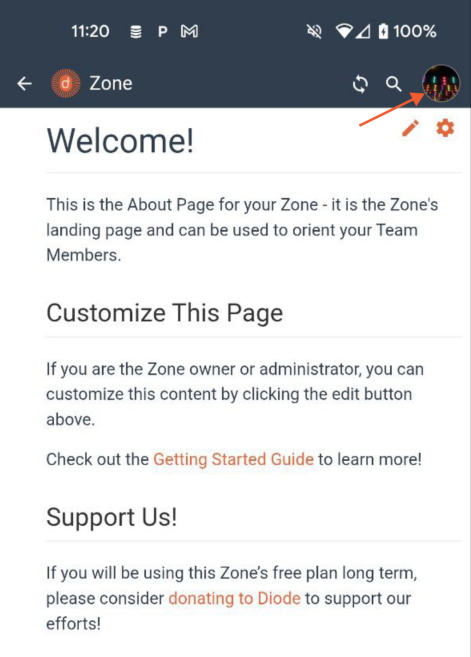 11:20 P 100%
d Zone
Welcome!
This is the About Page for your Zone - it is the Zone's
landing page and can be used to orient your Team
Members.
Customize This Page
If you are the Zone owner or administrator, you can
customize this content by clicking the edit button
above.
Check out the Getting Started Guide to learn more!
Support Us!
If you will be using this Zone’s free plan long term,
please consider donating to Diode to support our
efforts!